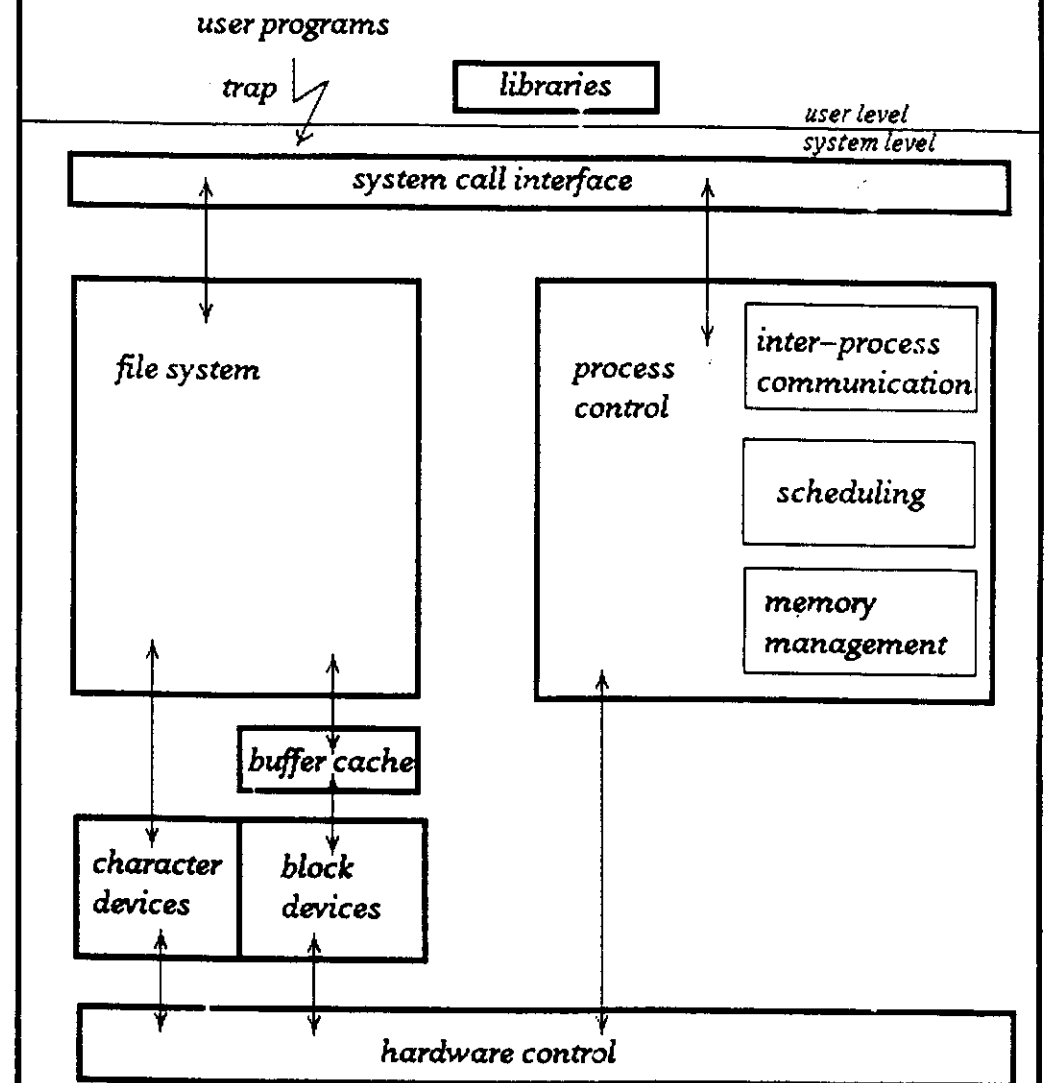 user programs
trap
libraries
user level
system level
system call interface
file system
process
control
inter-process
communication
scheduling
memory
management
buffer cache
character
devices
block
devices
hardware control